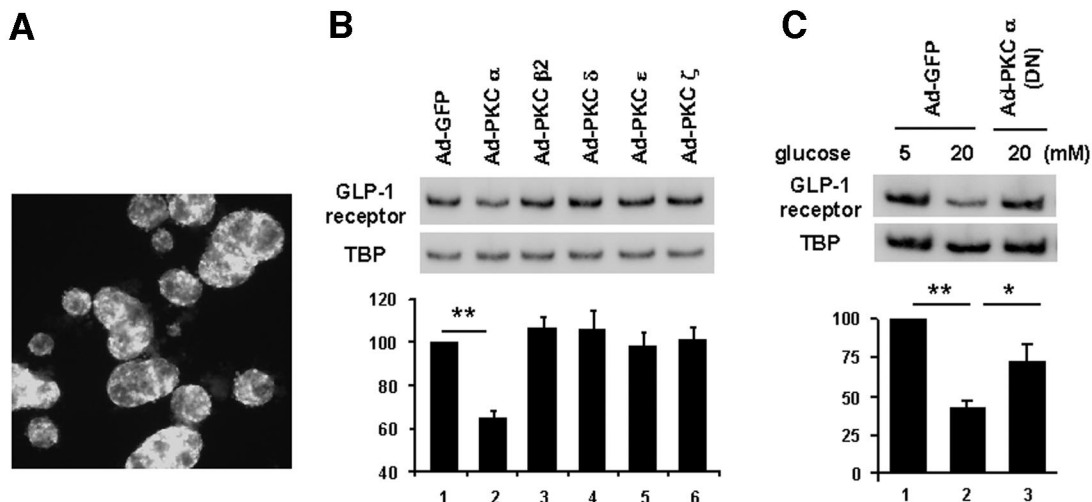 A
B
C
Ad-GFP
Ad-PKC α
Ad-PKC β2
Ad-PKC δ
Ad-PKC ε
Ad-PKC ζ
GLP-1
receptor
TBP
120
100
80
60
40
**
1 2 3 4 5 6
Ad-GFP
Ad-PKC α
(DN)
glucose 5 20 20 (mM)
GLP-1
receptor
TBP
** *
100
75
50
25
0
1 2 3